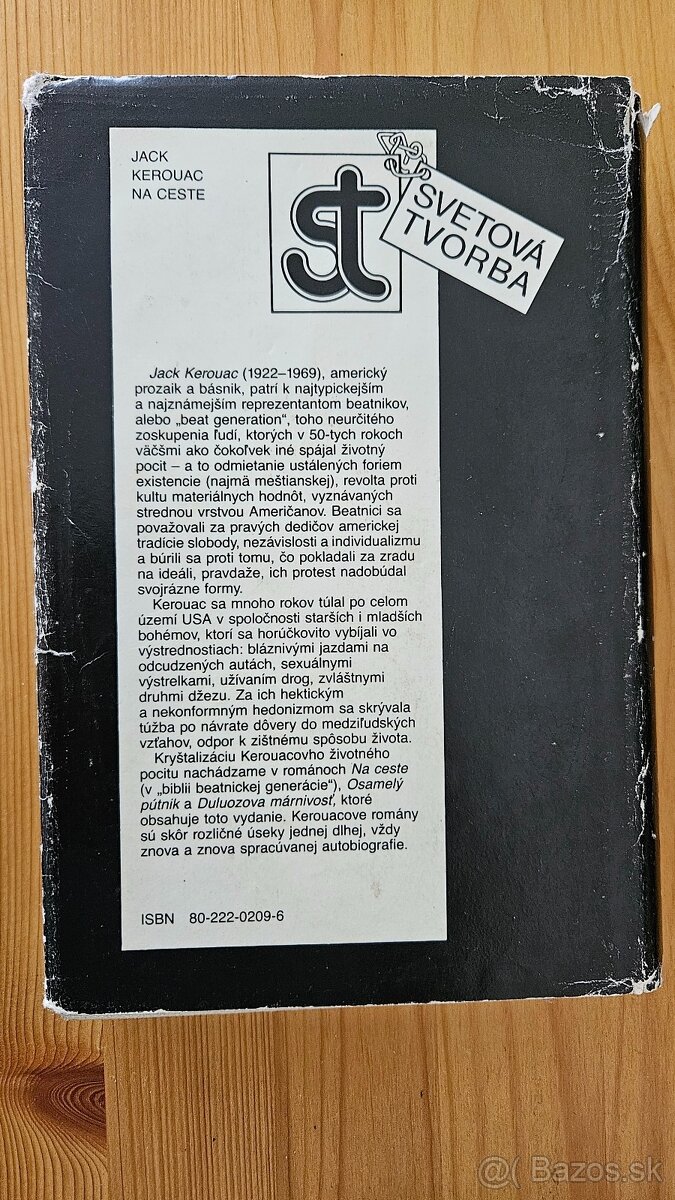 JACK
KEROUAC
NA CESTE
st
SVETOVÁ
TVORBA
Jack Kerouac (1922–1969), americký
prozaik a básnik, patrí k najtypickejším
a najznámejším reprezentantom beatnikov,
alebo „beat generation“, toho neurčitého
zoskupenia ľudí, ktorých v 50-tych rokoch
väčšmi ako čokoľvek iné spájal životný
pocit – a to odmietanie ustálených foriem
existencie (najmä meštianskej), revolta proti
kultu materiálnych hodnôt, vyznávaných
strednou vrstvou Američanov. Beatnici sa
považovali za pravých dedičov americkej
tradície slobody, nezávislosti a individualizmu
a búrili sa proti tomu, čo pokladali za zradu
na ideáli, pravdaže, ich protest nadobúdal
svojrázne formy.
Kerouac sa mnoho rokov túlal po celom
území USA v spoločnosti starších i mladších
bohémov, ktorí sa horúčkovito vybíjali vo
výstrednostiach: bláznivými jazdami na
odcudzených autách, sexuálnymi
výstrelkami, užívaním drog, zvláštnymi
druhmi džezu. Za ich hektickým
a nekonformným hedonizmom sa skrývala
túžba po návrate dôvery do medziľudských
vzťahov, odpor k zištnému spôsobu života.
Kryštalizáciu Kerouacovho životného
pocitu nachádzame v románoch Na ceste
(v „biblii beatnickej generácie“), Osamelý
pútnik a Duluozova márnivosť, ktoré
obsahuje toto vydanie. Kerouacove romány
sú skôr rozličné úseky jednej dlhej, vždy
znova a znova spracúvanej autobiografie.
ISBN 80-222-0209-6
Bazos.sk